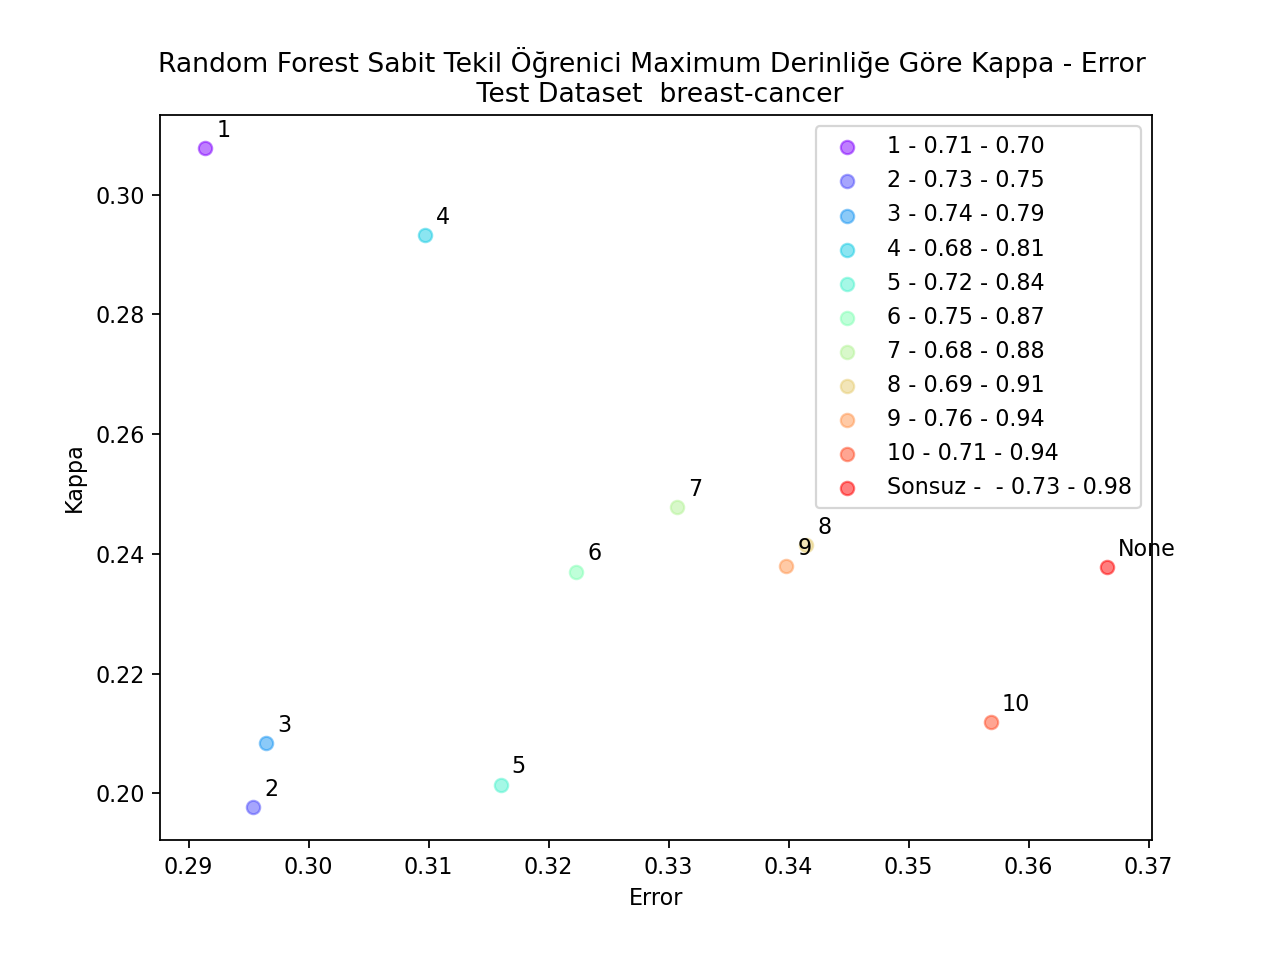 Random Forest Sabit Tekil Öğrenici Maximum Derinliğe Göre Kappa - Error
Test Dataset  breast-cancer
1 - 0.71 - 0.70
2 - 0.73 - 0.75
3 - 0.74 - 0.79
4 - 0.68 - 0.81
5 - 0.72 - 0.84
6 - 0.75 - 0.87
7 - 0.68 - 0.88
8 - 0.69 - 0.91
9 - 0.76 - 0.94
10 - 0.71 - 0.94
Sonsuz -  - 0.73 - 0.98
1
4
7
8
9
6
None
10
3
5
2
Kappa
0.30
0.28
0.26
0.24
0.22
0.20
0.29 0.30 0.31 0.32 0.33 0.34 0.35 0.36 0.37
Error